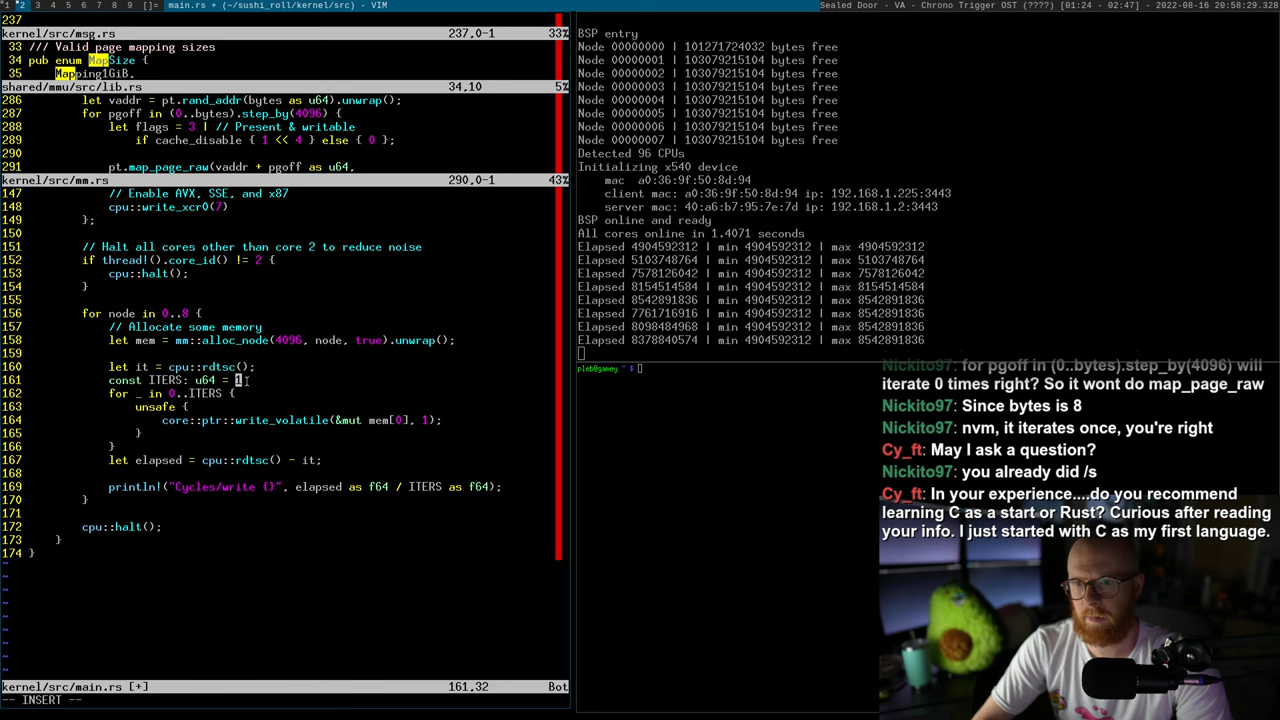 1 2 3 4 5 6 7 8 9 []= main.rs + (~/sushi_roll/kernel/src) - VIM
Sealed Door - VA - Chrono Trigger OST (????) [01:24 - 02:47] - 2022-08-16 20:58:29.328
237
kernel/src/msg.rs 237,0-1 33%
33 /// Valid page mapping sizes
34 pub enum MapSize {
35     Mapping1GiB,
shared/mmu/src/lib.rs 34,10 5%
286 let vaddr = pt.rand_addr(bytes as u64).unwrap();
287 for pgoff in (0..bytes).step_by(4096) {
288 let flags = 3 | // Present & writable
289 if cache_disable { 1 << 4 } else { 0 };
290
291 pt.map_page_raw(vaddr + pgoff as u64,
kernel/src/mm.rs 290,0-1 43%
147 // Enable AVX, SSE, and x87
148 cpu::write_xcr0(7)
149 };
150
151 // Halt all cores other than core 2 to reduce noise
152 if thread!().core_id() != 2 {
153 cpu::halt();
154 }
155
156 for node in 0..8 {
157 // Allocate some memory
158 let mem = mm::alloc_node(4096, node, true).unwrap();
159
160 let it = cpu::rdtsc();
161 const ITERS: u64 = 1
162 for _ in 0..ITERS {
163 unsafe {
164 core::ptr::write_volatile(&mut mem[0], 1);
165 }
166 }
167 let elapsed = cpu::rdtsc() - it;
168
169 println!("Cycles/write {}", elapsed as f64 / ITERS as f64);
170 }
171
172 cpu::halt();
173 }
174 }
~
~
~
~
~
~
~
~
~
kernel/src/main.rs [+] 161,32 Bot
-- INSERT --
BSP entry
Node 00000000 | 101271724032 bytes free
Node 00000001 | 103079215104 bytes free
Node 00000002 | 103079215104 bytes free
Node 00000003 | 103079215104 bytes free
Node 00000004 | 103079215104 bytes free
Node 00000005 | 103079215104 bytes free
Node 00000006 | 103079215104 bytes free
Node 00000007 | 103079215104 bytes free
Detected 96 CPUs
Initializing x540 device
mac a0:36:9f:50:8d:94
client mac: a0:36:9f:50:8d:94 ip: 192.168.1.225:3443
server mac: 40:a6:b7:95:7e:7d ip: 192.168.1.2:3443
BSP online and ready
All cores online in 1.4071 seconds
Elapsed 4904592312 | min 4904592312 | max 4904592312
Elapsed 5103748764 | min 4904592312 | max 5103748764
Elapsed 7578126042 | min 4904592312 | max 7578126042
Elapsed 8154514584 | min 4904592312 | max 8154514584
Elapsed 8542891836 | min 4904592312 | max 8542891836
Elapsed 7761716916 | min 4904592312 | max 8542891836
Elapsed 8098484968 | min 4904592312 | max 8542891836
Elapsed 8378840574 | min 4904592312 | max 8542891836
pleb@gamey ~ $
Nickito97: for pgoff in (0..bytes).step_by(4096) will
iterate 0 times right? So it wont do map_page_raw
Nickito97: Since bytes is 8
Nickito97: nvm, it iterates once, you're right
Cy_ft: May I ask a question?
Nickito97: you already did /s
Cy_ft: In your experience....do you recommend
learning C as a start or Rust? Curious after reading
your info. I just started with C as my first language.